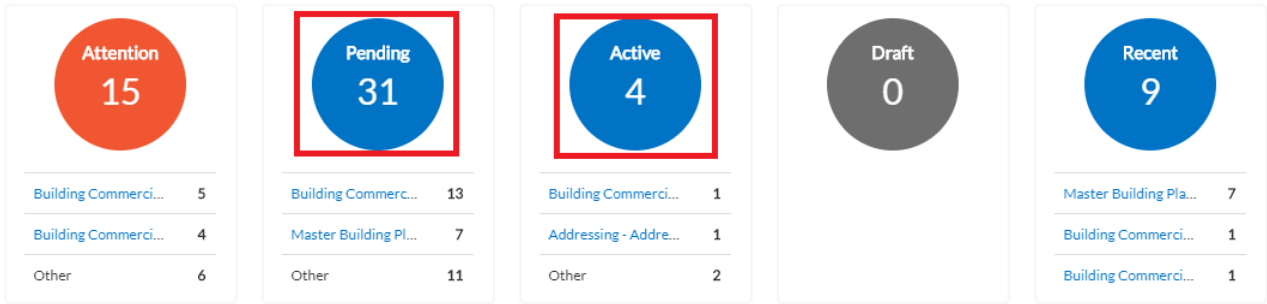 Attention
15
Building Commerci... 5
Building Commerci... 4
Other 6
Pending
31
Building Commerc... 13
Master Building Pl... 7
Other 11
Active
4
Building Commerci... 1
Addressing - Addre... 1
Other 2
Draft
0
Recent
9
Master Building Pla... 7
Building Commerci... 1
Building Commerci... 1